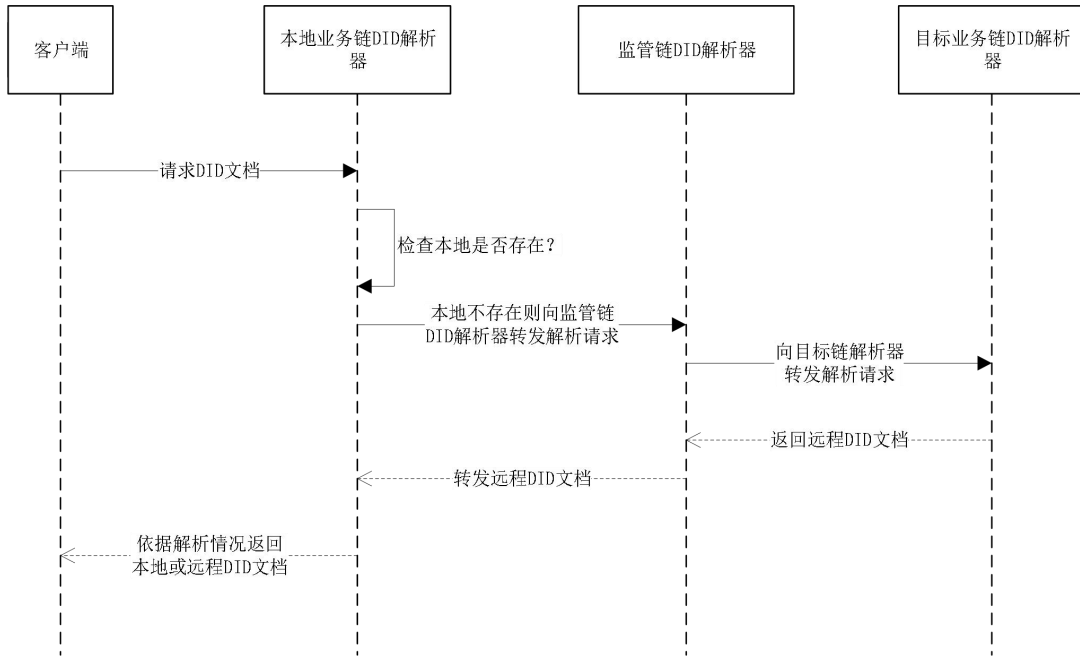 客户端
本地业务链DID解析
器
监管链DID解析器
目标业务链DID解析
器
请求DID文档
检查本地是否存在?
本地不存在则向监管链
DID解析器转发解析请求
向目标链解析器
转发解析请求
返回远程DID文档
转发远程DID文档
依据解析情况返回
本地或远程DID文档